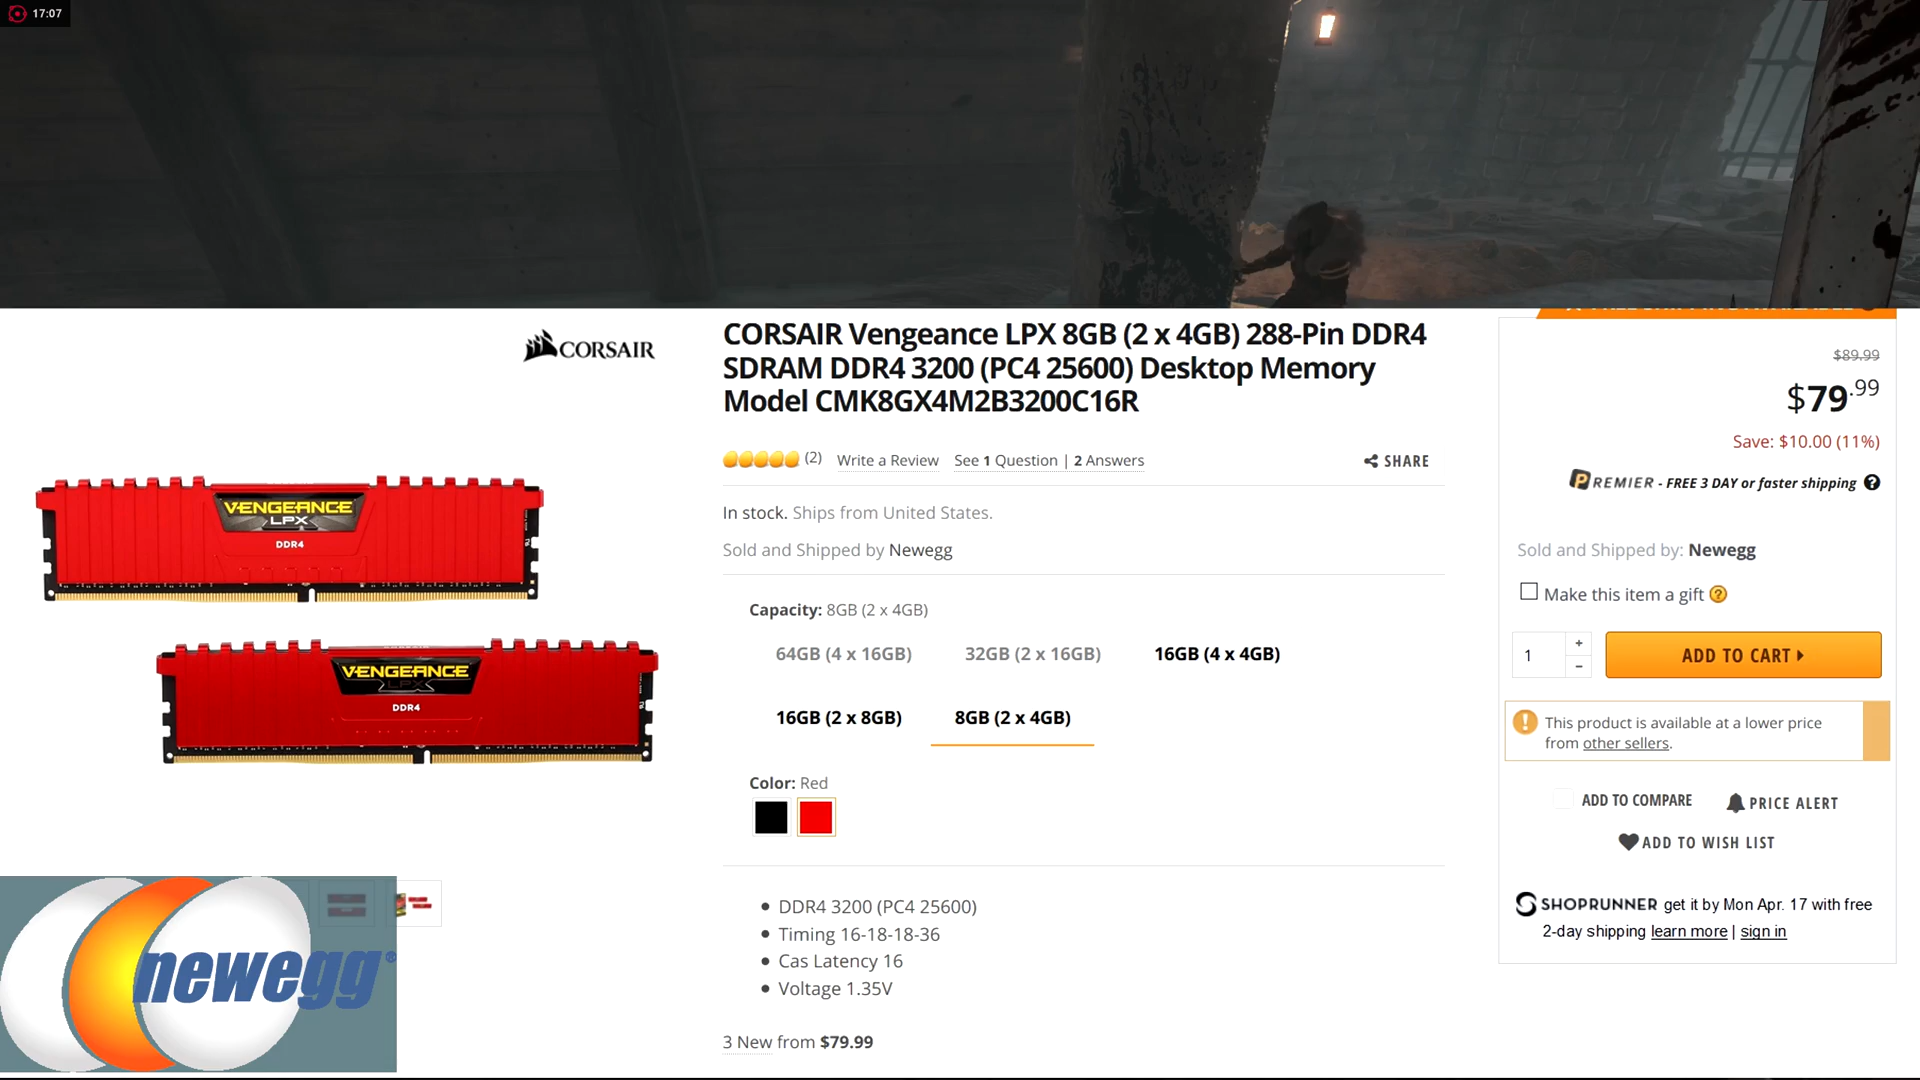 17:07
CORSAIR
CORSAIR Vengeance LPX 8GB (2 x 4GB) 288-Pin DDR4
SDRAM DDR4 3200 (PC4 25600) Desktop Memory
Model CMK8GX4M2B3200C16R
(2) Write a Review See 1 Question | 2 Answers
SHARE
In stock. Ships from United States.
Sold and Shipped by Newegg
Capacity: 8GB (2 x 4GB)
64GB (4 x 16GB) 32GB (2 x 16GB) 16GB (4 x 4GB)
16GB (2 x 8GB) 8GB (2 x 4GB)
Color: Red
DDR4 3200 (PC4 25600)
Timing 16-18-18-36
Cas Latency 16
Voltage 1.35V
3 New from $79.99
VENGEANCE
LPX
DDR4
VENGEANCE
LPX
DDR4
newegg®
$89.99
$79.99
Save: $10.00 (11%)
PREMIER - FREE 3 DAY or faster shipping ?
Sold and Shipped by: Newegg
Make this item a gift ?
1 + −
ADD TO CART
This product is available at a lower price
from other sellers.
ADD TO COMPARE PRICE ALERT
ADD TO WISH LIST
SHOPRUNNER get it by Mon Apr. 17 with free
2-day shipping learn more | sign in